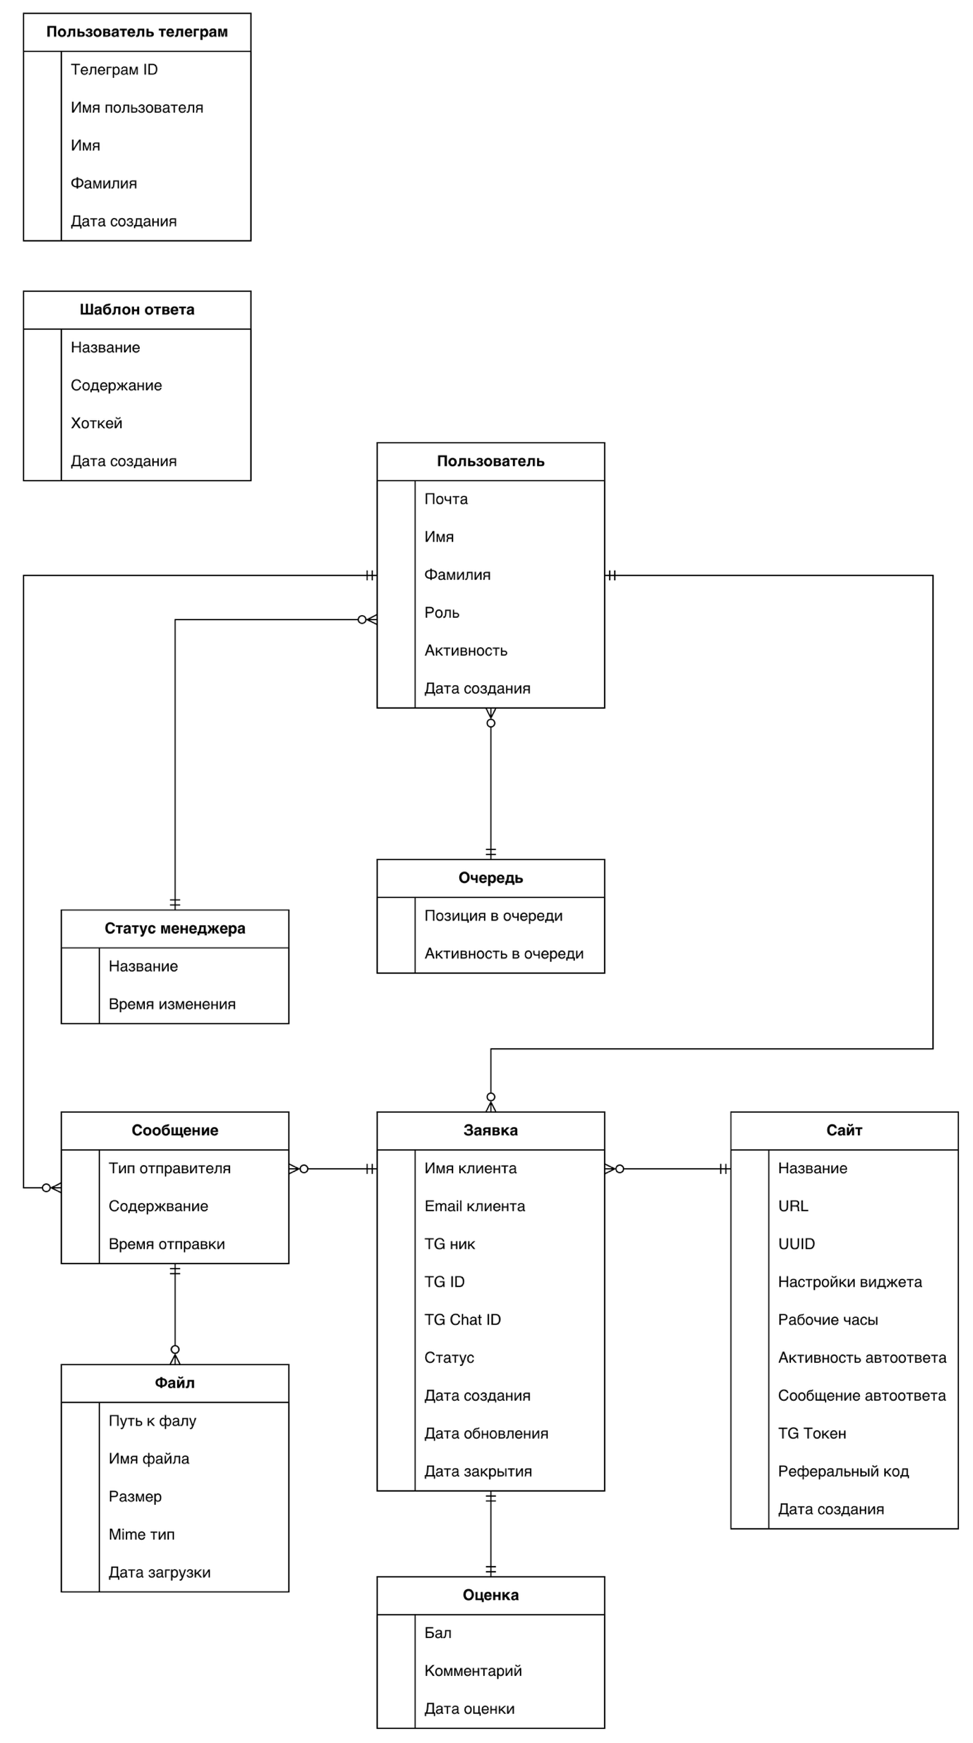 Пользователь телеграм
Телеграм ID
Имя пользователя
Имя
Фамилия
Дата создания
Шаблон ответа
Название
Содержание
Хоткей
Дата создания
Пользователь
Почта
Имя
Фамилия
Роль
Активность
Дата создания
Очередь
Позиция в очереди
Активность в очереди
Статус менеджера
Название
Время изменения
Сообщение
Тип отправителя
Содержвание
Время отправки
Заявка
Имя клиента
Email клиента
TG ник
TG ID
TG Chat ID
Статус
Дата создания
Дата обновления
Дата закрытия
Сайт
Название
URL
UUID
Настройки виджета
Рабочие часы
Активность автоответа
Сообщение автоответа
TG Токен
Реферальный код
Дата создания
Файл
Путь к фалу
Имя файла
Размер
Mime тип
Дата загрузки
Оценка
Бал
Комментарий
Дата оценки